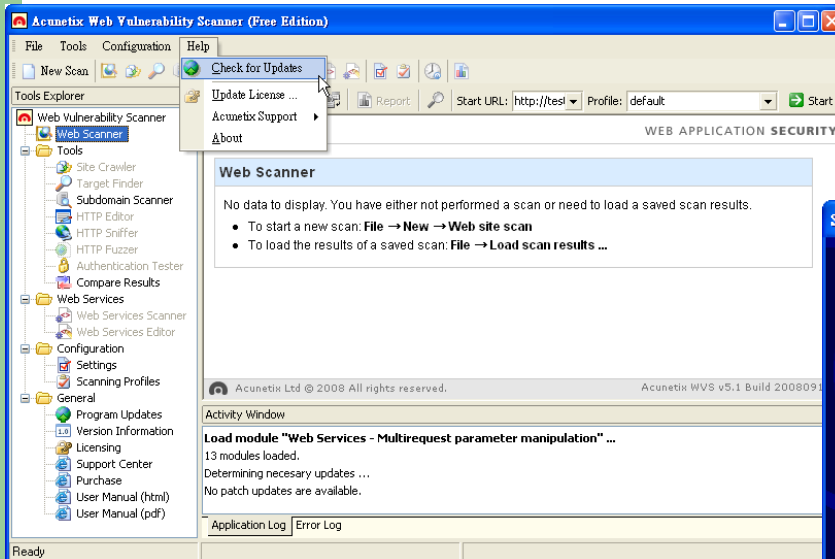 Acunetix Web Vulnerability Scanner (Free Edition)
File Tools Configuration Help
New Scan
Report
Start URL: http://test
Profile: default
Start
Check for Updates
Update License ...
Acunetix Support
About
Tools Explorer
Web Vulnerability Scanner
Web Scanner
Tools
Site Crawler
Target Finder
Subdomain Scanner
HTTP Editor
HTTP Sniffer
HTTP Fuzzer
Authentication Tester
Compare Results
Web Services
Web Services Scanner
Web Services Editor
Configuration
Settings
Scanning Profiles
General
Program Updates
Version Information
Licensing
Support Center
Purchase
User Manual (html)
User Manual (pdf)
WEB APPLICATION SECURITY
Web Scanner
No data to display. You have either not performed a scan or need to load a saved scan results.
• To start a new scan: File → New → Web site scan
• To load the results of a saved scan: File → Load scan results ...
Acunetix Ltd © 2008 All rights reserved.
Acunetix WVS v5.1 Build 2008091
Activity Window
Load module "Web Services - Multirequest parameter manipulation" ...
13 modules loaded.
Determining necesary updates ...
No patch updates are available.
Application Log Error Log
Ready